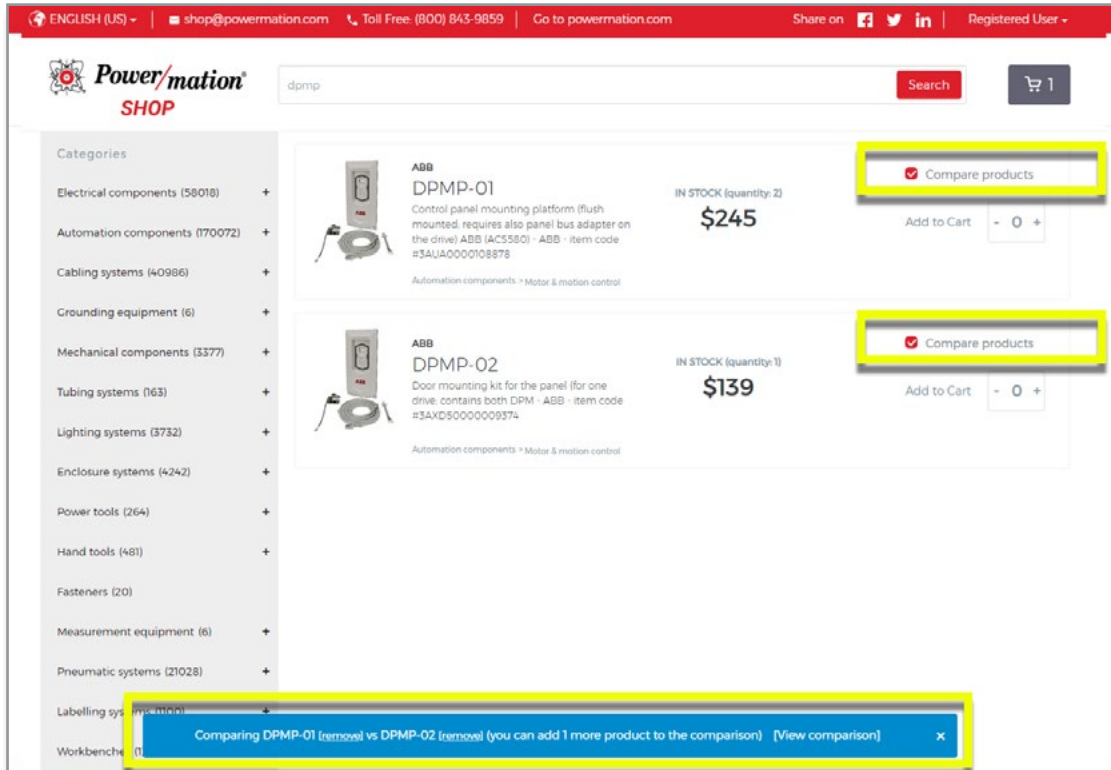 ENGLISH (US) shop@powermation.com Toll Free: (800) 843-9859 Go to powermation.com Share on Registered User
Power/mation®
SHOP
dpmp
Search
1
Categories
Electrical components (58018) +
Automation components (170072) +
Cabling systems (40986) +
Grounding equipment (6) +
Mechanical components (3377) +
Tubing systems (163) +
Lighting systems (3732) +
Enclosure systems (4242) +
Power tools (264) +
Hand tools (481) +
Fasteners (20)
Measurement equipment (6) +
Pneumatic systems (21028) +
Labelling systems (1100) +
Workbenche
ABB
DPMP-01
Control panel mounting platform (flush
mounted; requires also panel bus adapter on
the drive) ABB (ACS580) - ABB - item code
#3AUA0000108878
Automation components > Motor & motion control
IN STOCK (quantity: 2)
$245
Compare products
Add to Cart - 0 +
ABB
DPMP-02
Door mounting kit for the panel (for one
drive; contains both DPM - ABB - item code
#3AXD50000009374
Automation components > Motor & motion control
IN STOCK (quantity: 1)
$139
Compare products
Add to Cart - 0 +
Comparing DPMP-01 [remove] vs DPMP-02 [remove] (you can add 1 more product to the comparison) [View comparison] ×